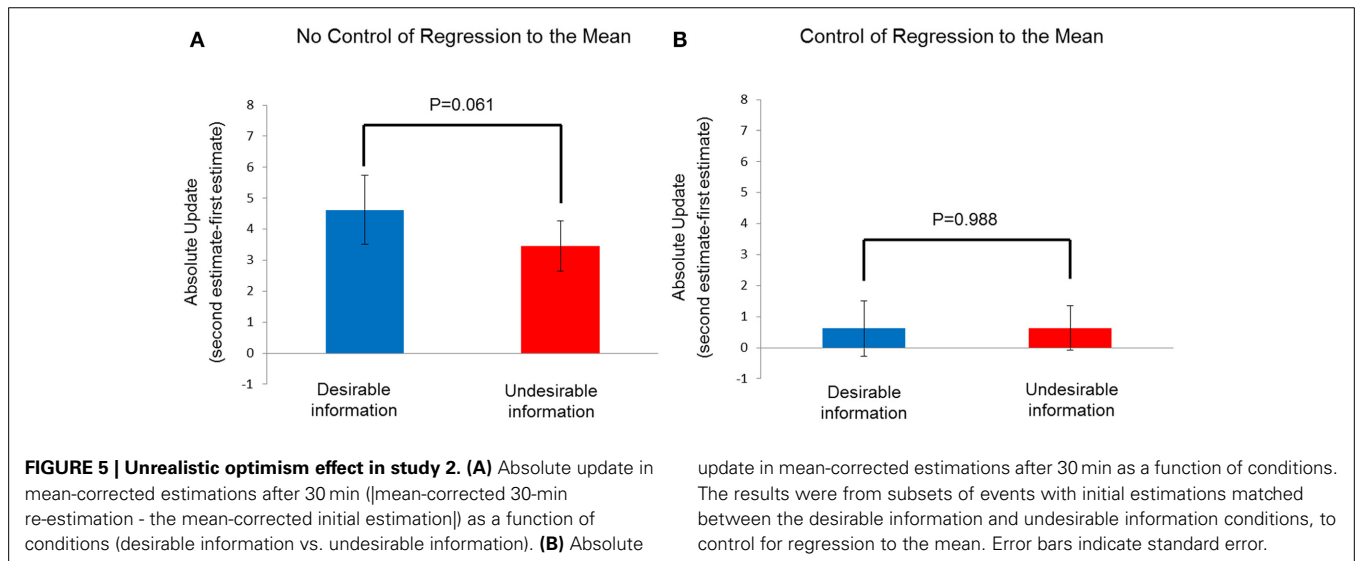 A
No Control of Regression to the Mean
P=0.061
Absolute Update
(second estimate-first estimate)
8
7
6
5
4
3
2
1
0
-1
Desirable
information
Undesirable
information
B
Control of Regression to the Mean
P=0.988
Absolute Update
(second estimate-first estimate)
8
7
6
5
4
3
2
1
0
-1
Desirable
information
Undesirable
information
FIGURE 5 | Unrealistic optimism effect in study 2. (A) Absolute update in
mean-corrected estimations after 30 min (|mean-corrected 30-min
re-estimation - the mean-corrected initial estimation|) as a function of
conditions (desirable information vs. undesirable information). (B) Absolute
update in mean-corrected estimations after 30 min as a function of conditions.
The results were from subsets of events with initial estimations matched
between the desirable information and undesirable information conditions, to
control for regression to the mean. Error bars indicate standard error.